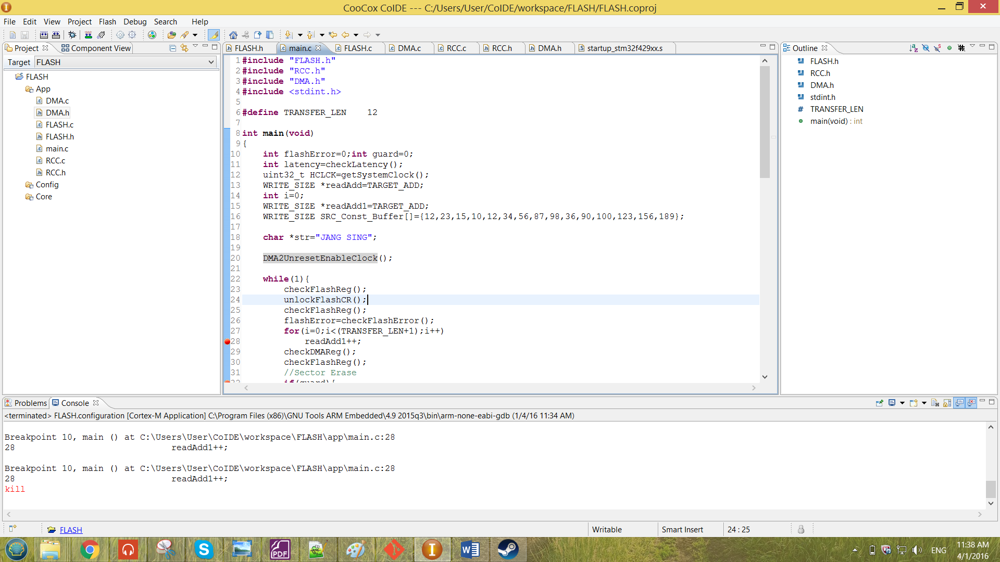 CooCox CoIDE --- C:/Users/User/CoIDE/workspace/FLASH/FLASH.coproj
File Edit View Project Flash Debug Search Help
Project Component View
Target FLASH
FLASH
App
DMA.c
DMA.h
FLASH.c
FLASH.h
main.c
RCC.c
RCC.h
Config
Core
FLASH.h main.c FLASH.c DMA.c RCC.c RCC.h DMA.h startup_stm32f429xx.s
1 #include "FLASH.h"
2 #include "RCC.h"
3 #include "DMA.h"
4 #include <stdint.h>
5
6 #define TRANSFER_LEN    12
7
8 int main(void)
9 {
10     int flashError=0;int guard=0;
11     int latency=checkLatency();
12     uint32_t HCLCK=getSystemClock();
13     WRITE_SIZE *readAdd=TARGET_ADD;
14     int i=0;
15     WRITE_SIZE *readAdd1=TARGET_ADD;
16     WRITE_SIZE SRC_Const_Buffer[]={12,23,15,10,12,34,56,87,98,36,90,100,123,156,189};
17
18     char *str="JANG SING";
19
20     DMA2UnresetEnableClock();
21
22     while(1){
23         checkFlashReg();
24         unlockFlashCR();
25         checkFlashReg();
26         flashError=checkFlashError();
27         for(i=0;i<(TRANSFER_LEN+1);i++)
28             readAdd1++;
29         checkDMAReg();
30         checkFlashReg();
31         //Sector Erase
32         if(guard){
Outline
FLASH.h
RCC.h
DMA.h
stdint.h
TRANSFER_LEN
main(void) : int
Problems Console
<terminated> FLASH.configuration [Cortex-M Application] C:\Program Files (x86)\GNU Tools ARM Embedded\4.9 2015q3\bin\arm-none-eabi-gdb (1/4/16 11:34 AM)
Breakpoint 10, main () at C:\Users\User\CoIDE\workspace\FLASH\app\main.c:28
28                              readAdd1++;
Breakpoint 10, main () at C:\Users\User\CoIDE\workspace\FLASH\app\main.c:28
28                              readAdd1++;
kill
FLASH Writable Smart Insert 24 : 25
PDF ENG 11:38 AM
4/1/2016